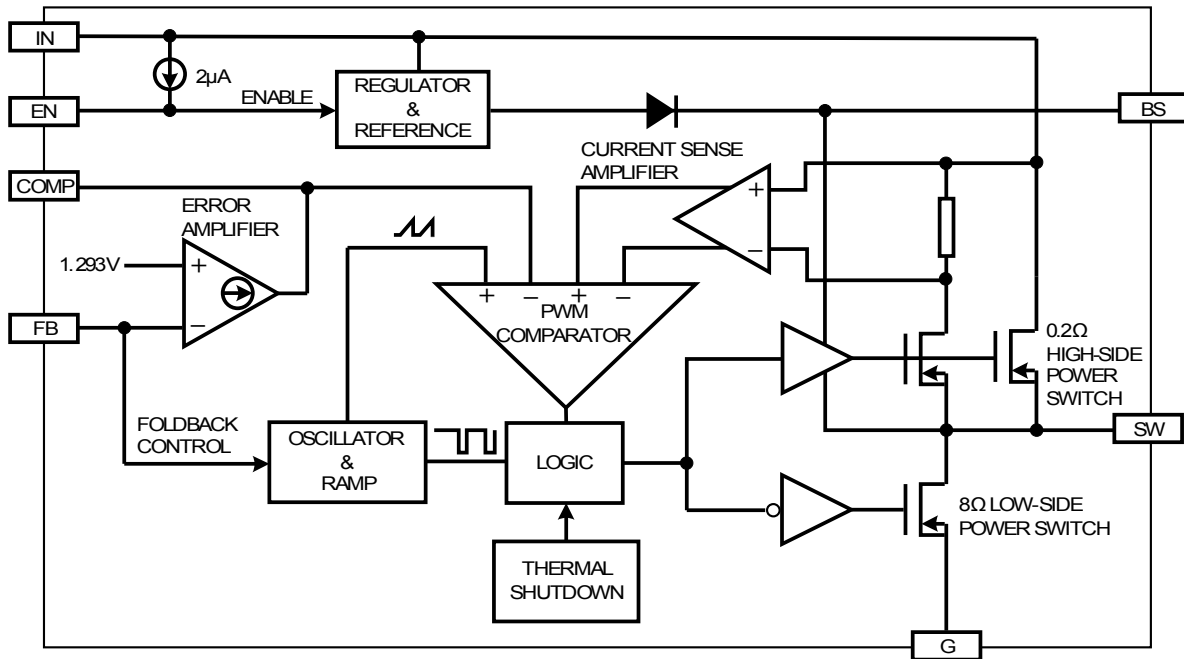 IN
2μA
EN
ENABLE
REGULATOR
&
REFERENCE
BS
CURRENT SENSE
AMPLIFIER
COMP
ERROR
AMPLIFIER
+
−
1.293V
+
−
FB
+ − + −
PWM
COMPARATOR
0.2Ω
HIGH-SIDE
POWER
SWITCH
FOLDBACK
CONTROL
OSCILLATOR
&
RAMP
LOGIC
SW
8Ω LOW-SIDE
POWER SWITCH
THERMAL
SHUTDOWN
G